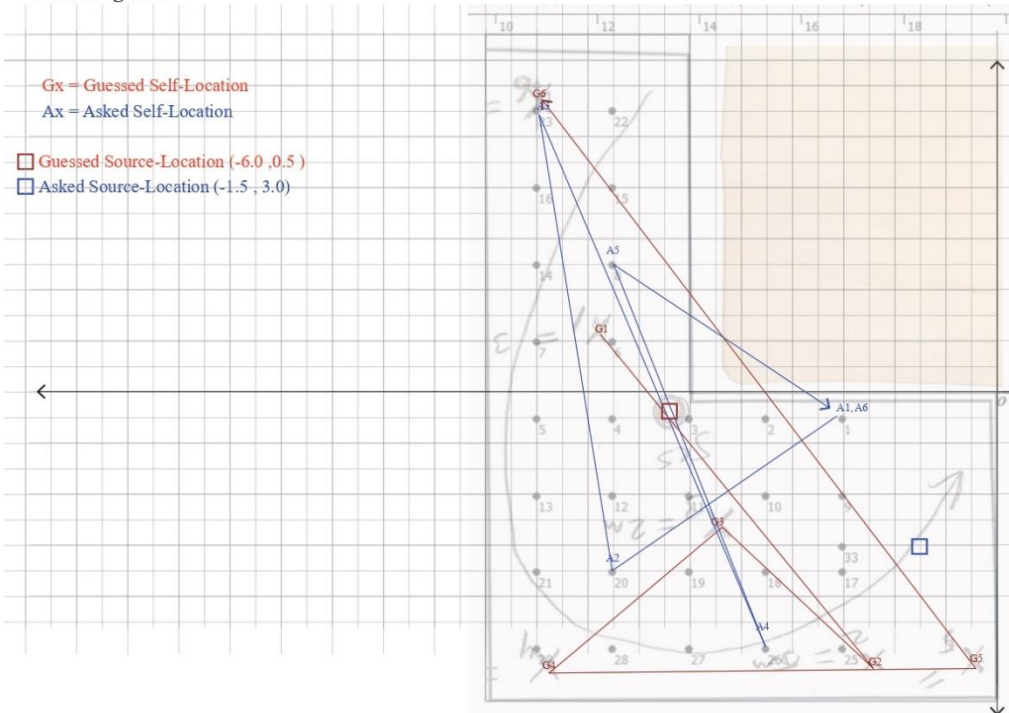 10 12 14 16 18
Gx = Guessed Self-Location
Ax = Asked Self-Location
Guessed Source-Location (-6.0 ,0.5 )
Asked Source-Location (-1.5 , 3.0)
G6
23 22
16 15
A5
14
G1
7 6
A1, A6
5 4 3 2 1
13 12 11 10 9
G3
A2
33
21 20 19 18 17
A4
28 27 26 25
G4 G2 G5